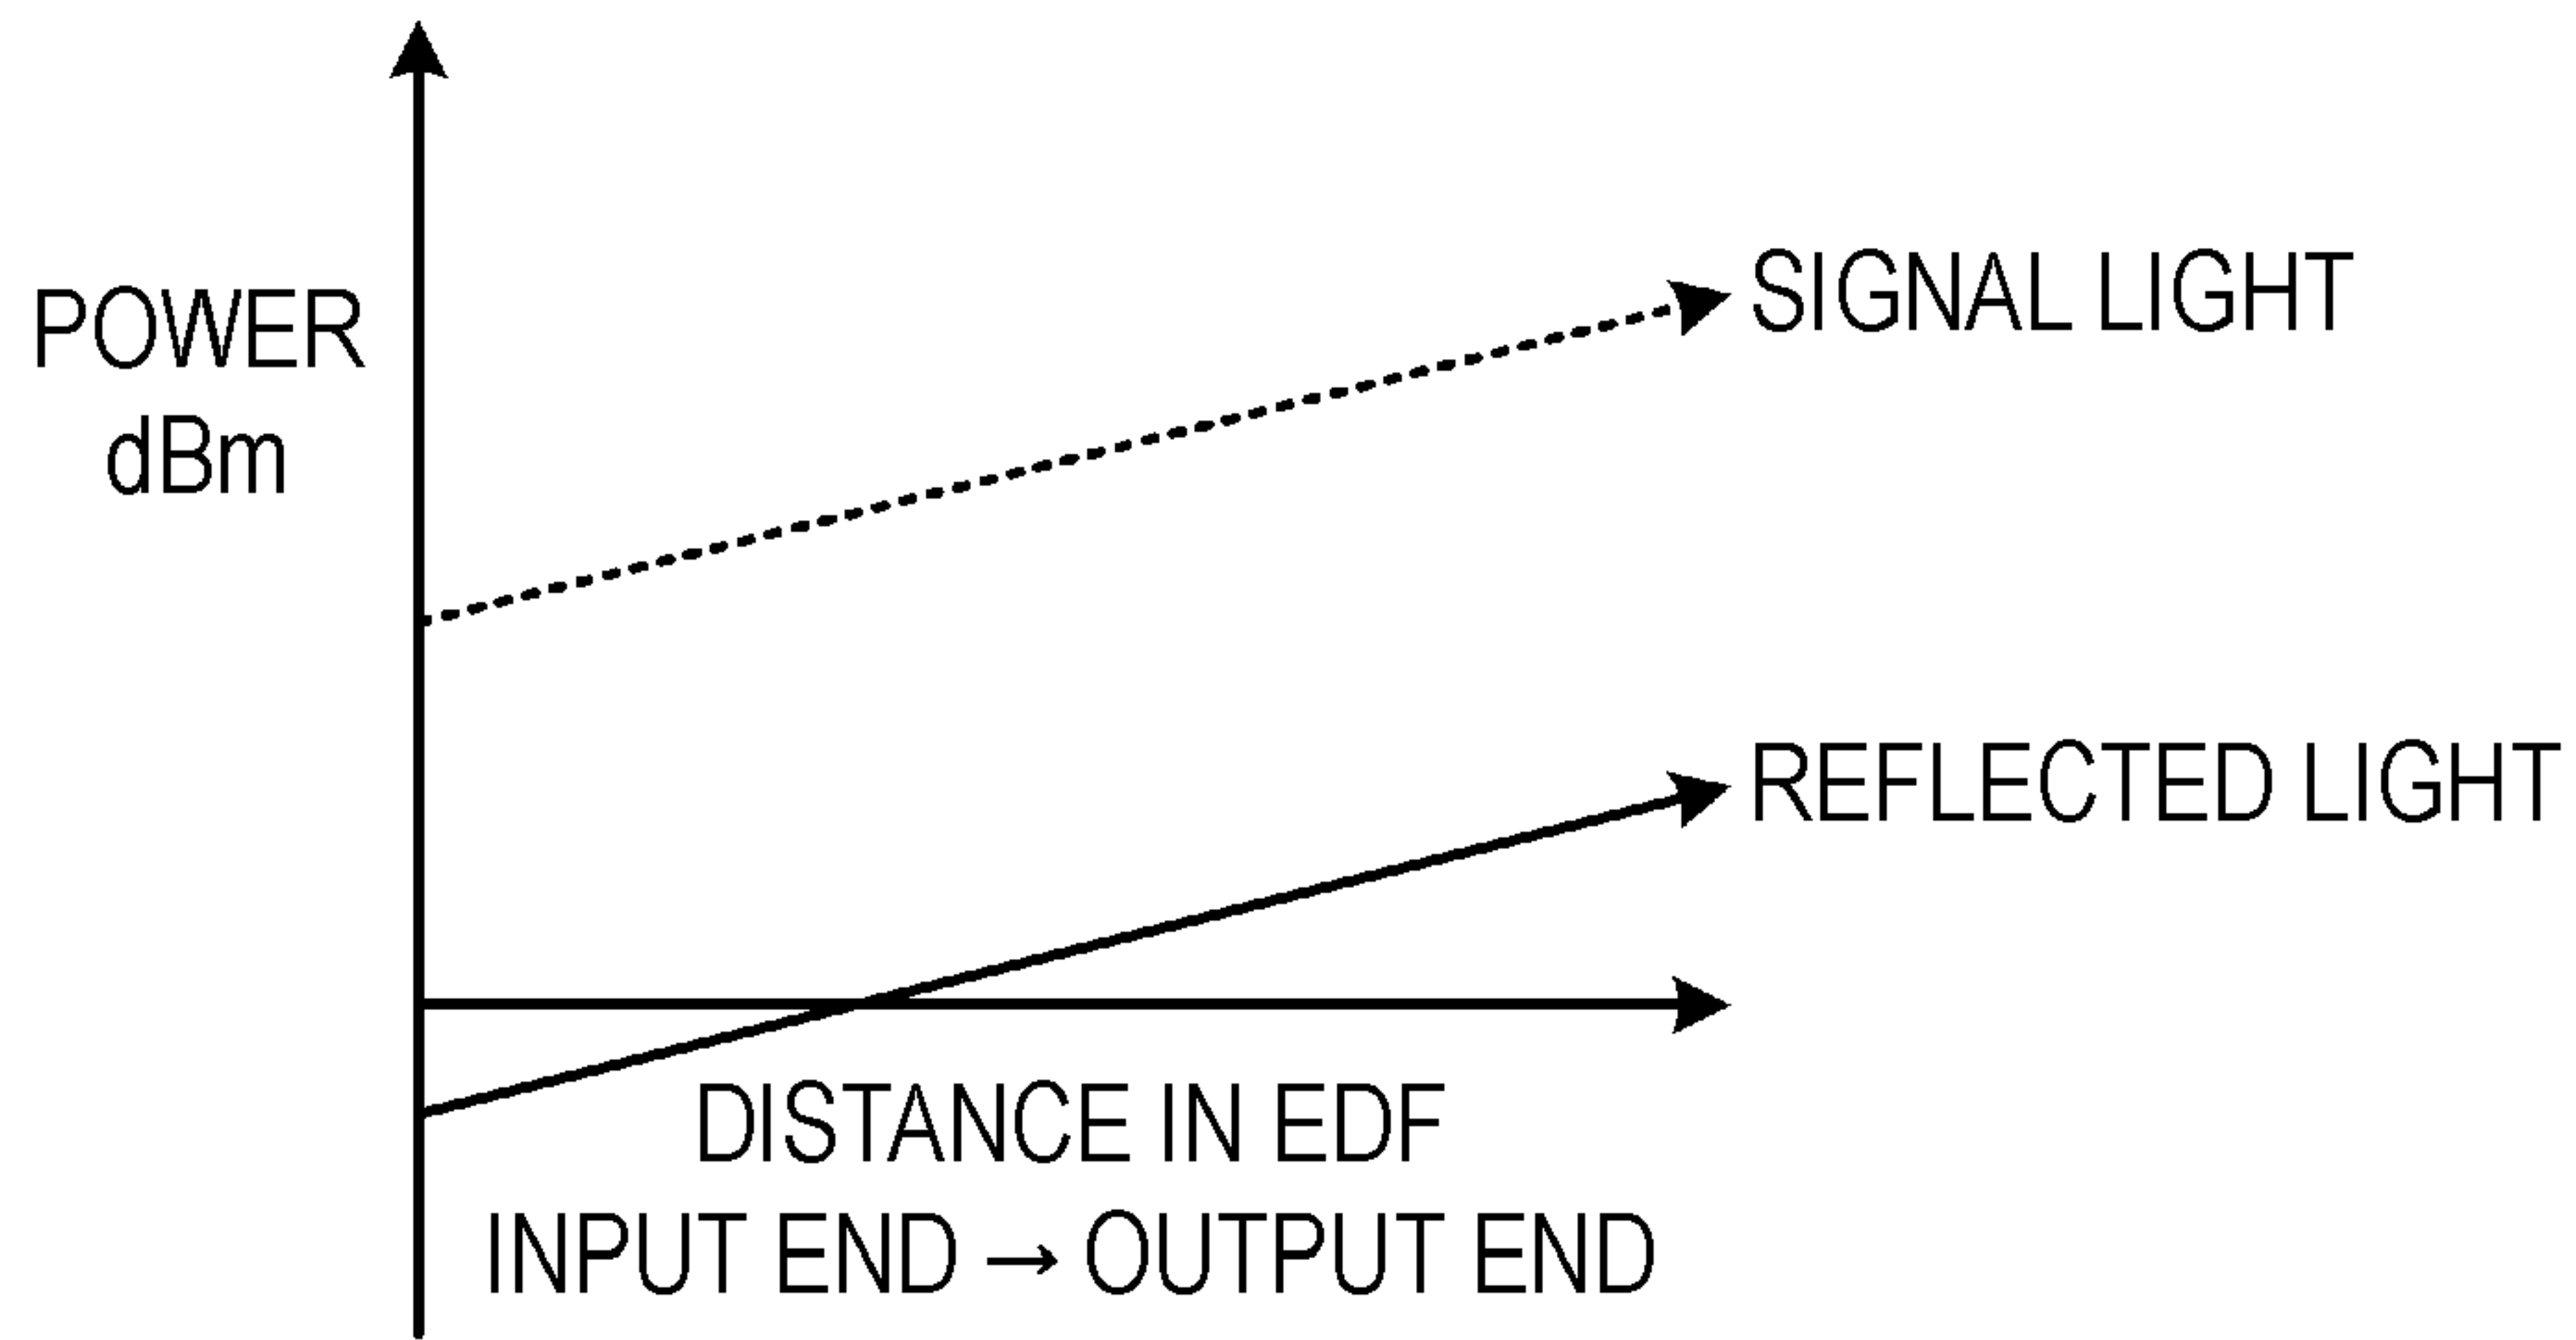 POWER
dBm
SIGNAL LIGHT
REFLECTED LIGHT
DISTANCE IN EDF
INPUT END → OUTPUT END